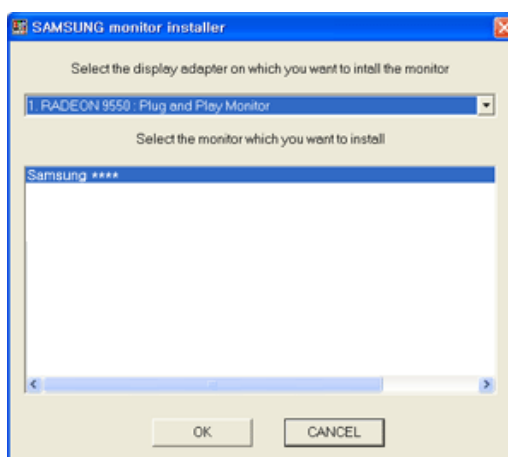 SAMSUNG monitor installer
Select the display adapter on which you want to intall the monitor
1. RADEON 9550 : Plug and Play Monitor
Select the monitor which you want to install
Samsung ****
OK
CANCEL